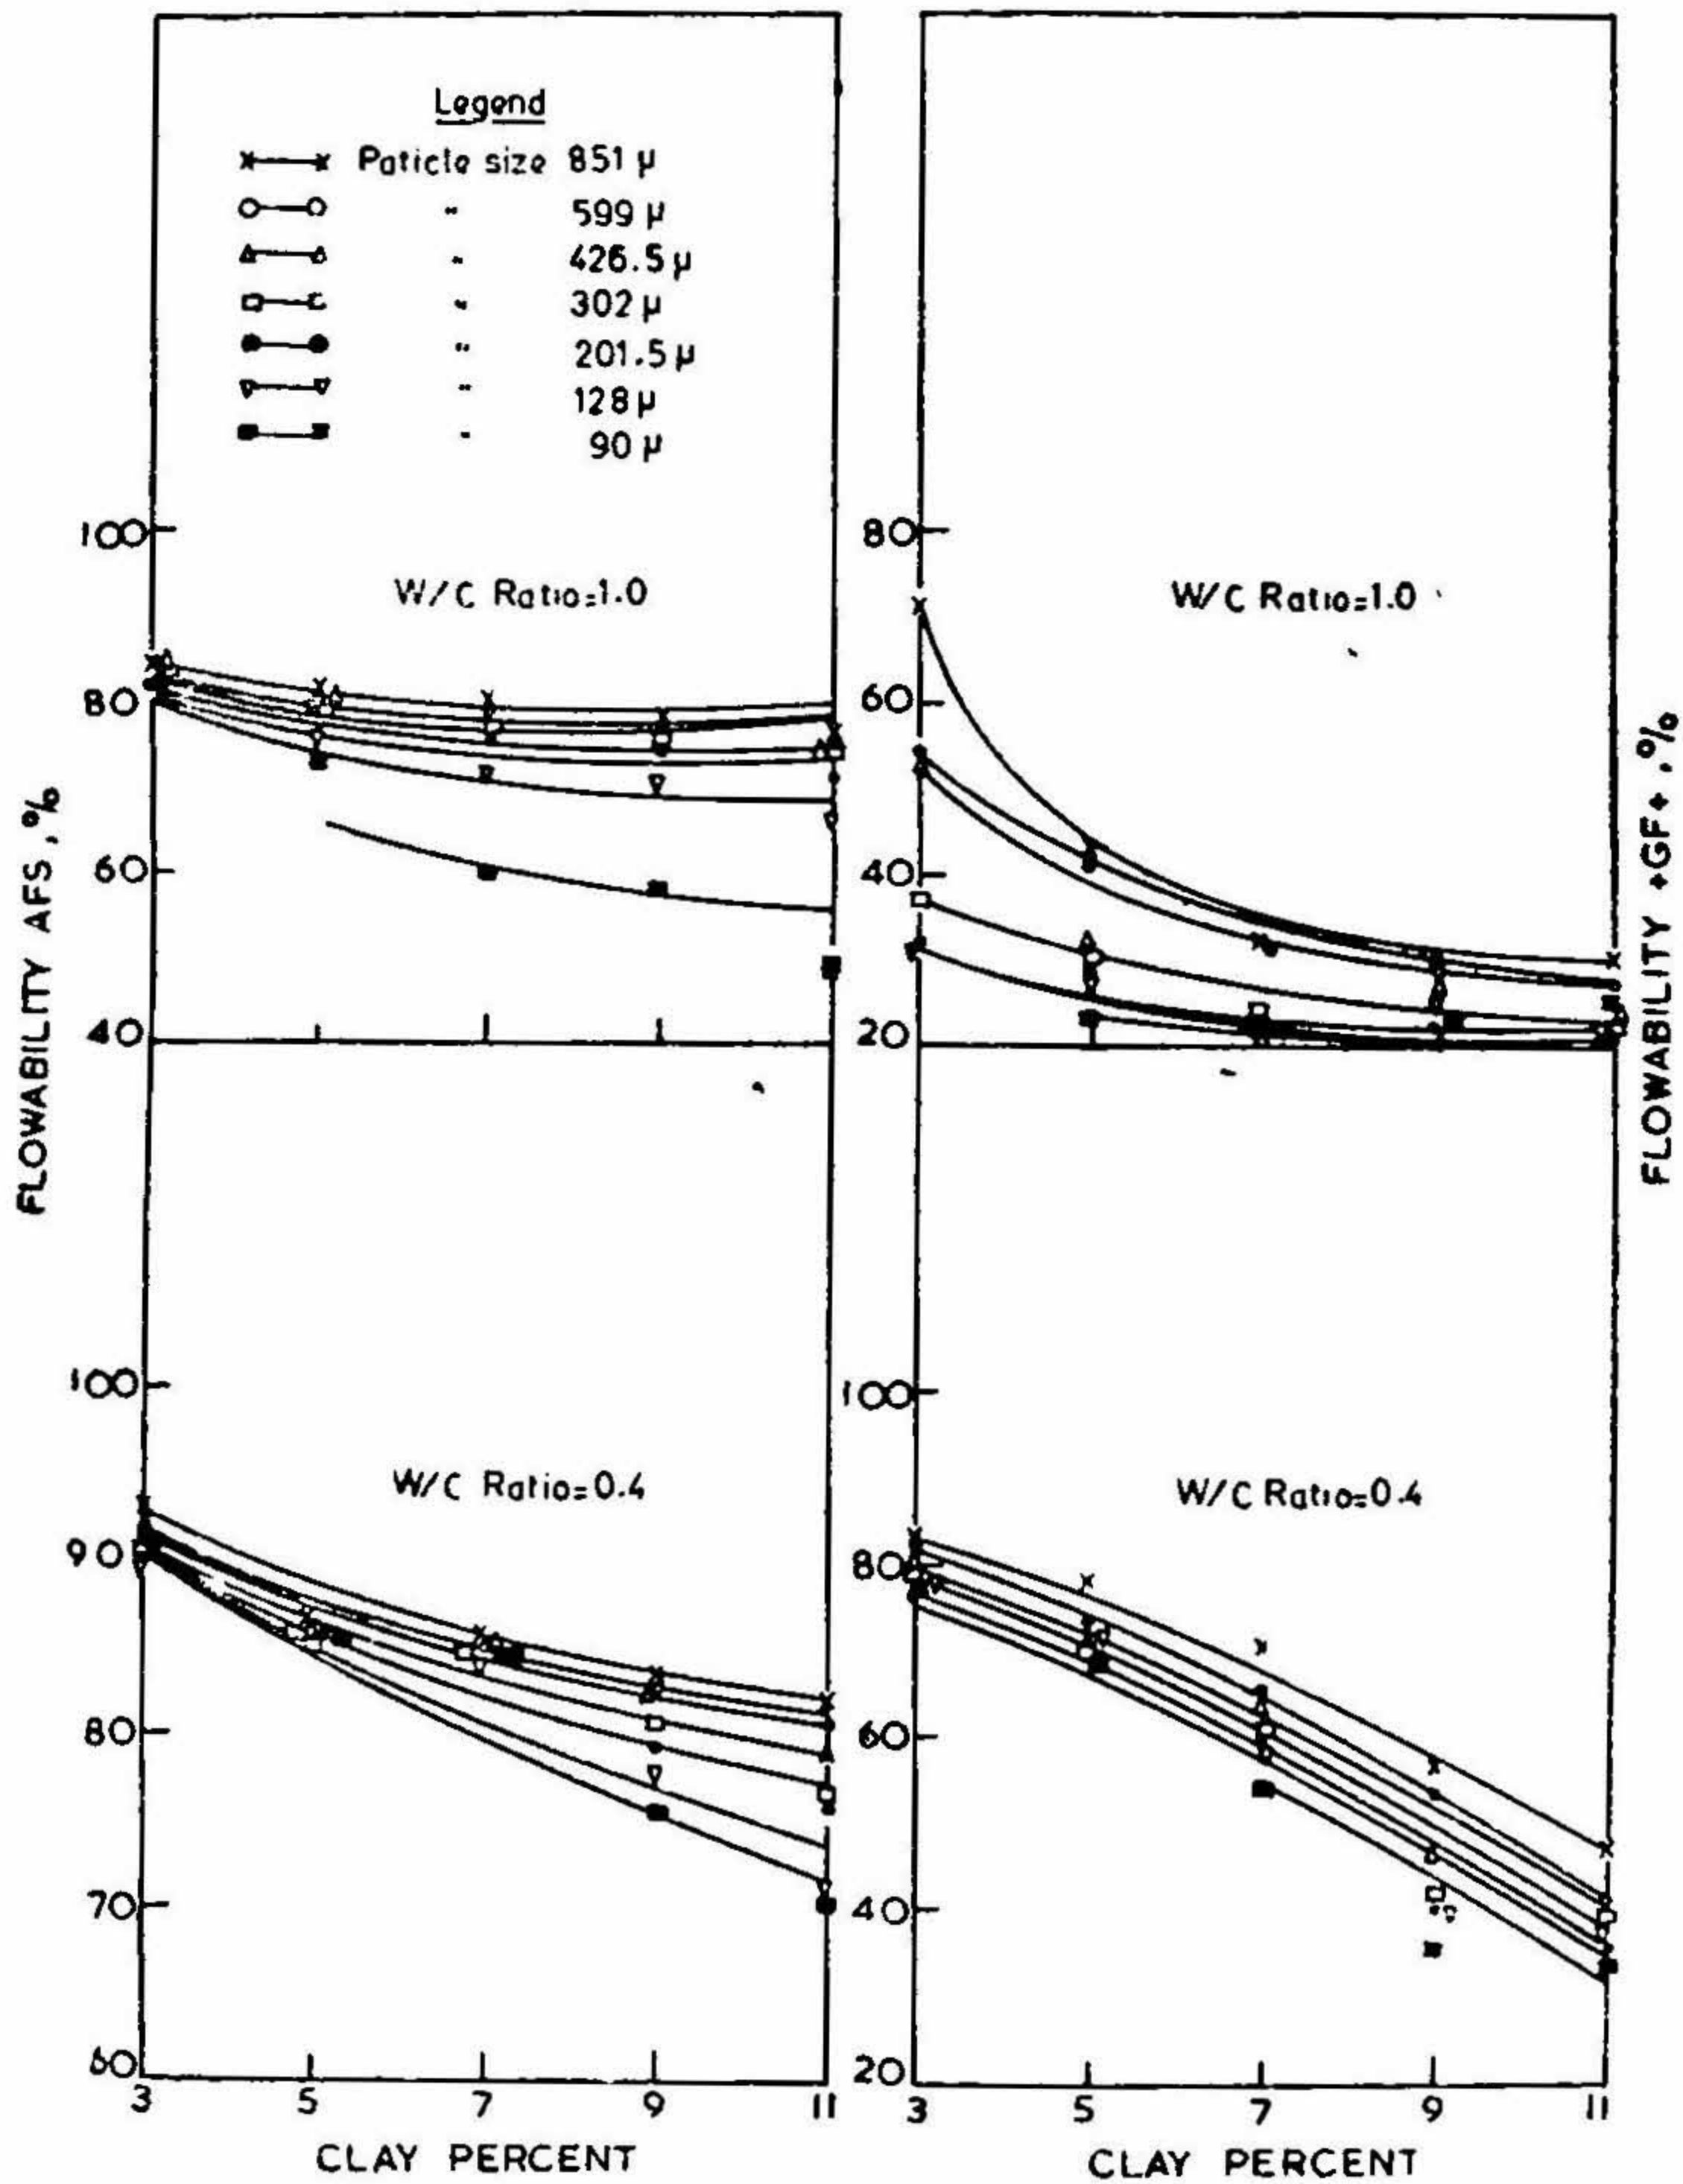 Legend
Paticle size 851 μ
" 599 μ
" 426.5 μ
" 302 μ
" 201.5 μ
" 128 μ
" 90 μ
100
80
60
40
W/C Ratio=1.0
80
60
40
20
W/C Ratio=1.0
FLOWABILITY AFS,%
FLOWABILITY +GF+,%
100
90
80
70
60
W/C Ratio=0.4
100
80
60
40
20
W/C Ratio=0.4
3 5 7 9 11
3 5 7 9 11
CLAY PERCENT
CLAY PERCENT